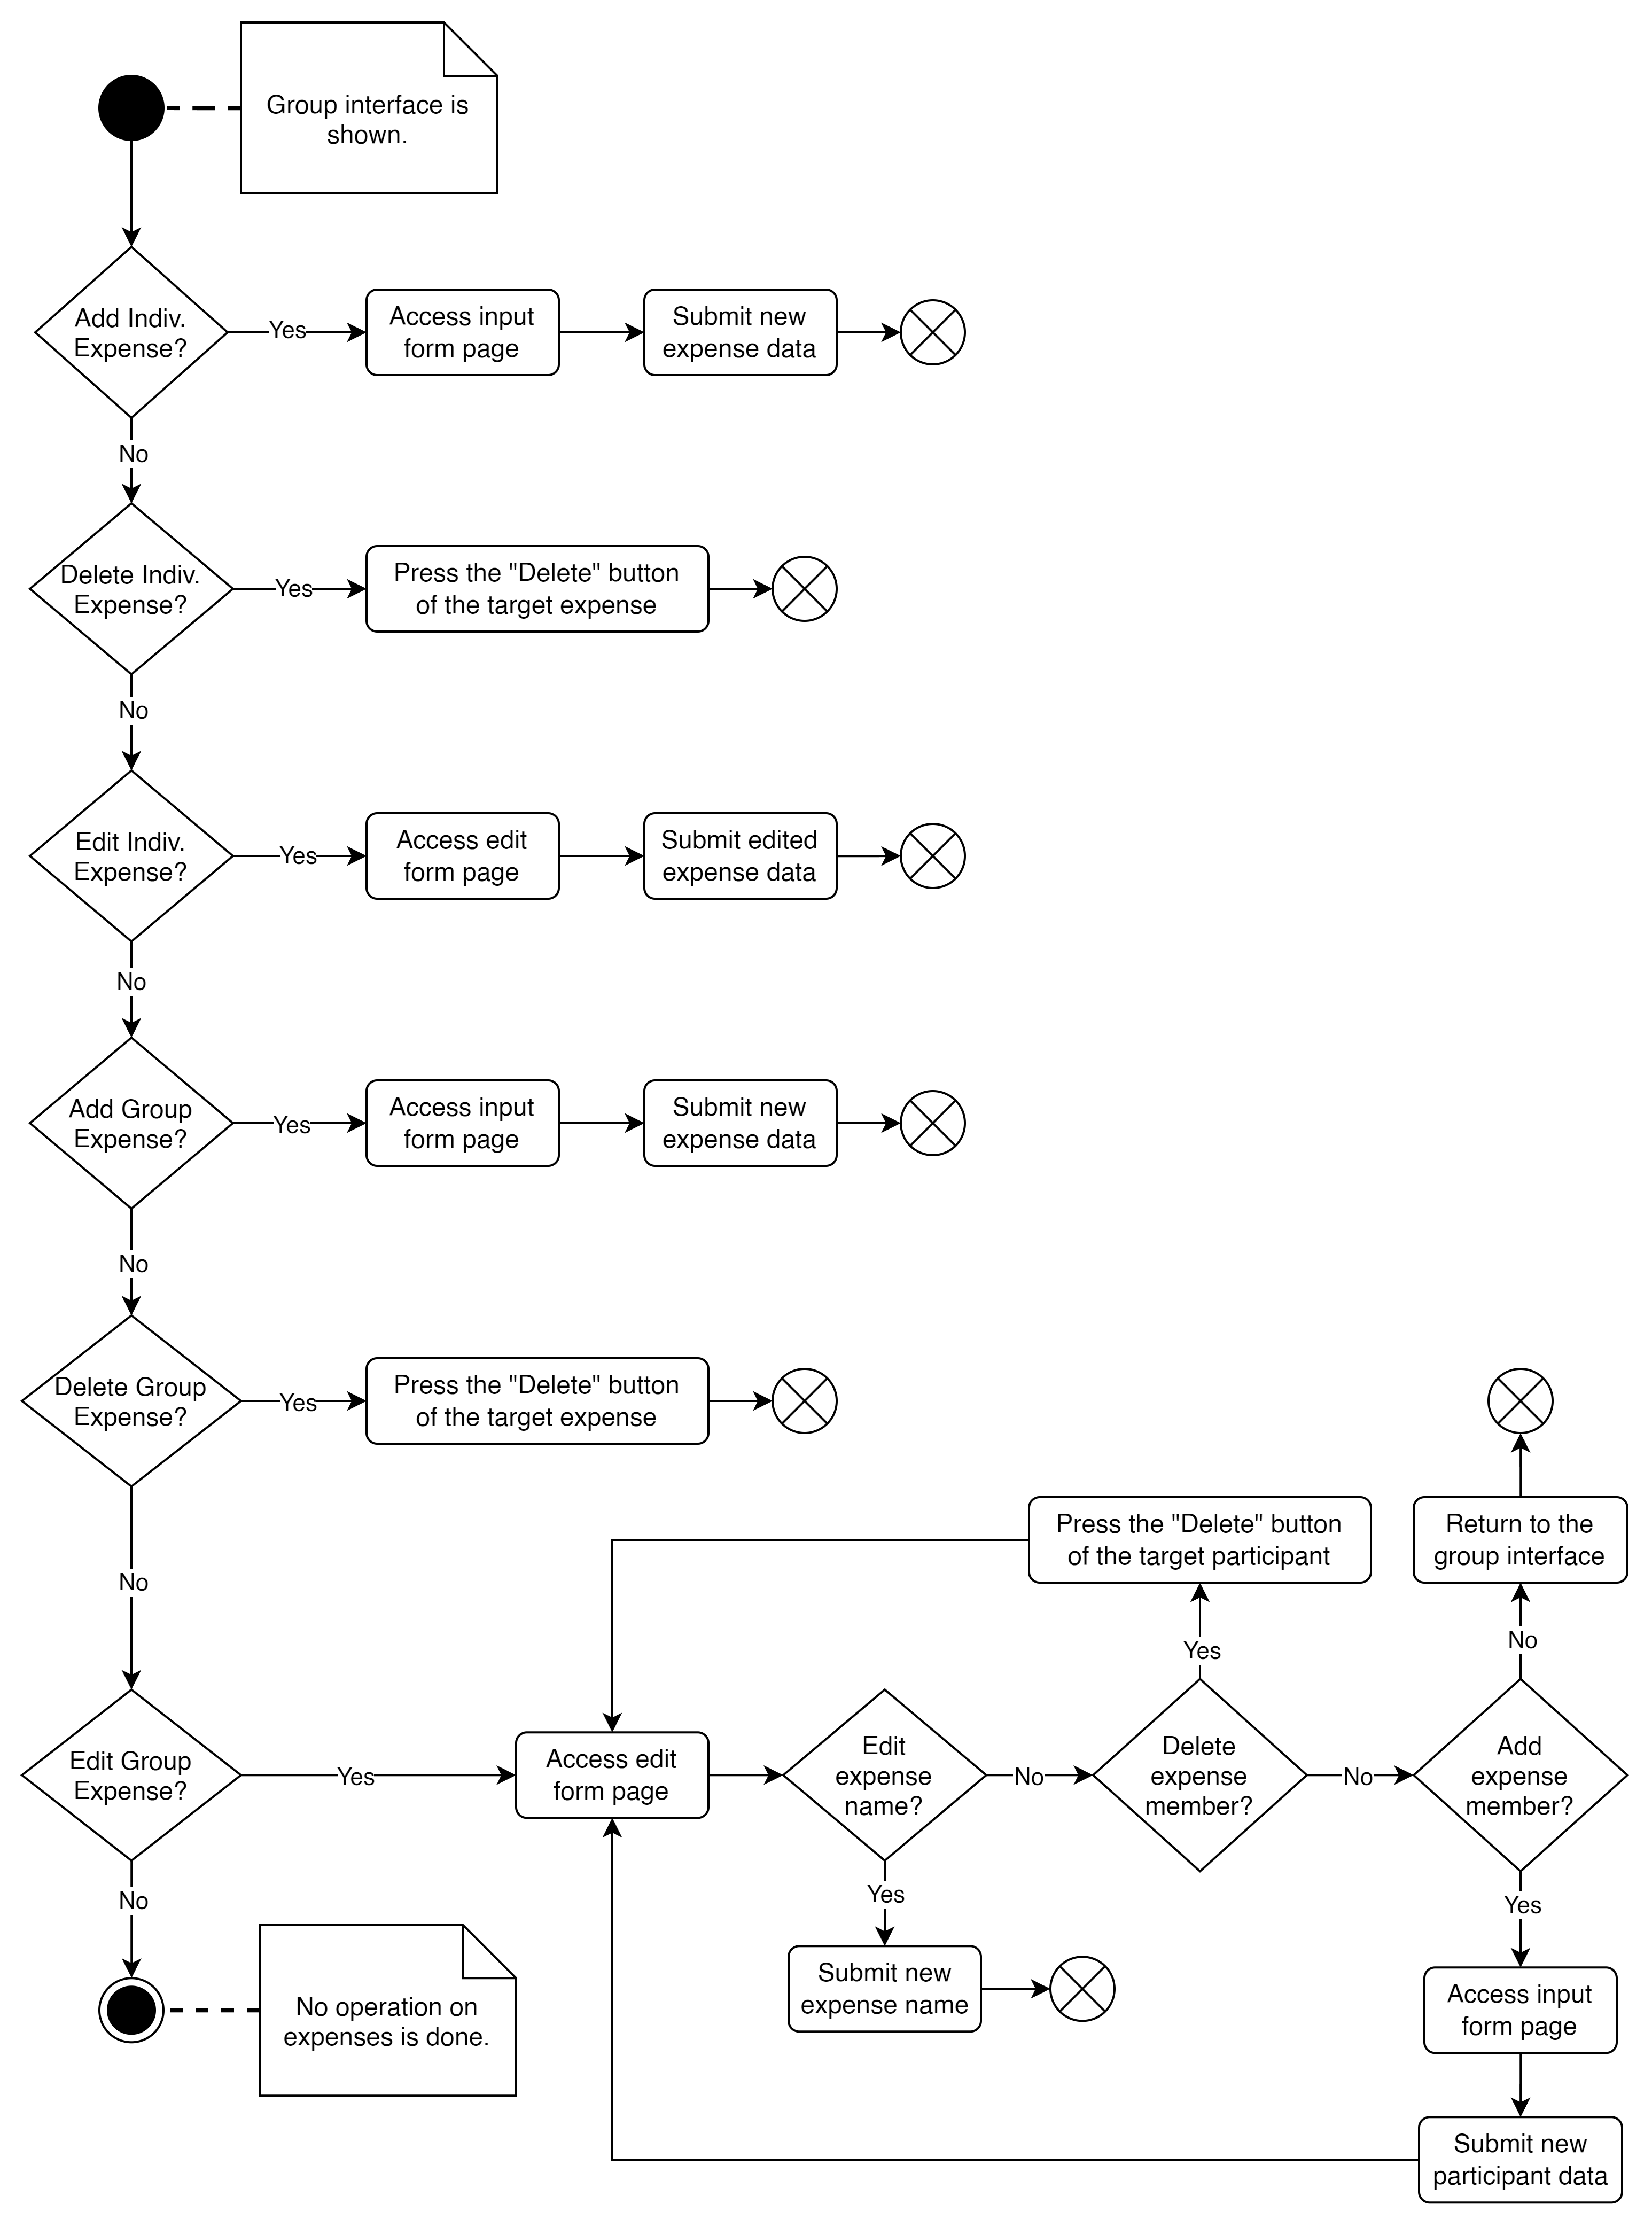 Group interface is
shown.
Add Indiv.
Expense?
Yes
Access input
form page
Submit new
expense data
No
Delete Indiv.
Expense?
Yes
Press the "Delete" button
of the target expense
No
Edit Indiv.
Expense?
Yes
Access edit
form page
Submit edited
expense data
No
Add Group
Expense?
Yes
Access input
form page
Submit new
expense data
No
Delete Group
Expense?
Yes
Press the "Delete" button
of the target expense
No
Edit Group
Expense?
Yes
Access edit
form page
Edit
expense
name?
No
Delete
expense
member?
No
Add
expense
member?
Yes
Press the "Delete" button
of the target participant
No
Return to the
group interface
Yes
Submit new
expense name
Yes
Access input
form page
Submit new
participant data
No
No operation on
expenses is done.